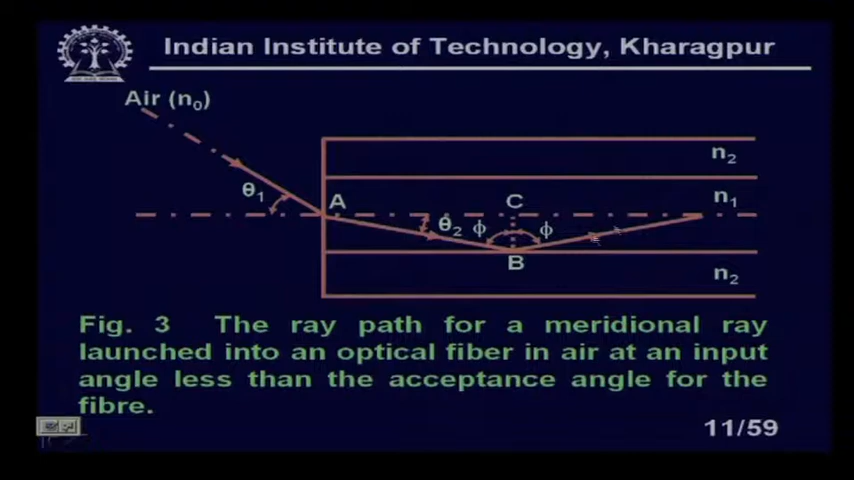 Indian Institute of Technology, Kharagpur
Air (n₀)
n₂
θ₁
A
C
n₁
θ₂
ϕ
ϕ
B
n₂
Fig. 3 The ray path for a meridional ray
launched into an optical fiber in air at an input
angle less than the acceptance angle for the
fibre.
11/59